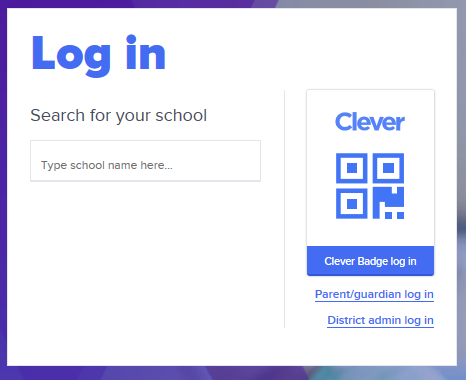 Log in
Search for your school
Type school name here...
Clever
Clever Badge log in
Parent/guardian log in
District admin log in